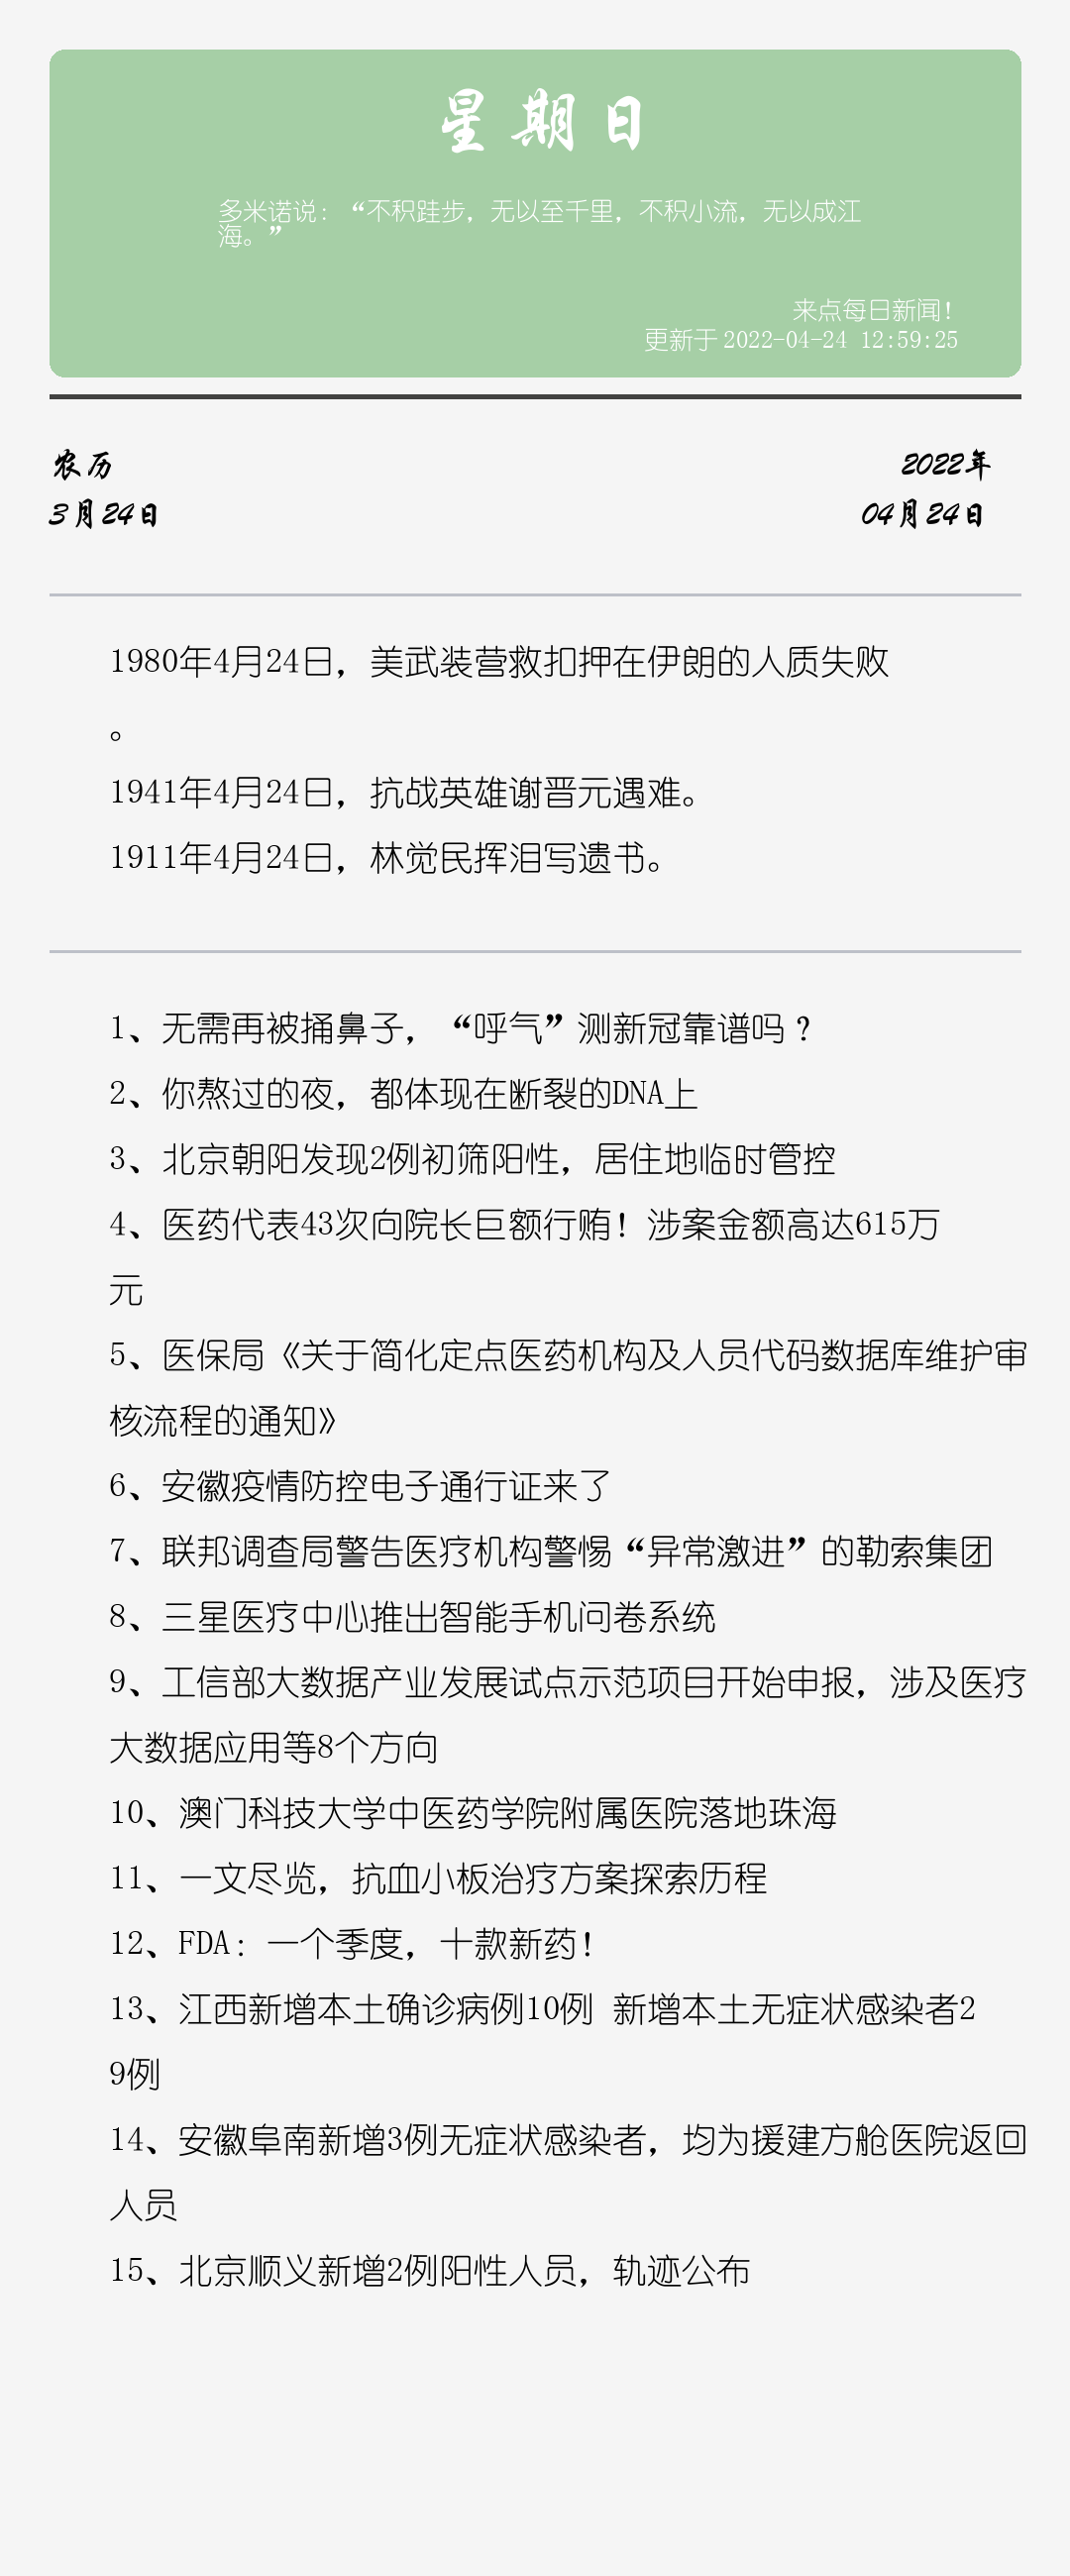 星期日
多米诺说：“不积跬步，无以至千里，不积小流，无以成江
海。”
来点每日新闻！
更新于 2022-04-24 12:59:25
农历
2022年
3月24日
04月24日
1980年4月24日，美武装营救扣押在伊朗的人质失败
。
1941年4月24日，抗战英雄谢晋元遇难。
1911年4月24日，林觉民挥泪写遗书。
1、无需再被捅鼻子，“呼气”测新冠靠谱吗？
2、你熬过的夜，都体现在断裂的DNA上
3、北京朝阳发现2例初筛阳性，居住地临时管控
4、医药代表43次向院长巨额行贿！涉案金额高达615万
元
5、医保局《关于简化定点医药机构及人员代码数据库维护审
核流程的通知》
6、安徽疫情防控电子通行证来了
7、联邦调查局警告医疗机构警惕“异常激进”的勒索集团
8、三星医疗中心推出智能手机问卷系统
9、工信部大数据产业发展试点示范项目开始申报，涉及医疗
大数据应用等8个方向
10、澳门科技大学中医药学院附属医院落地珠海
11、一文尽览，抗血小板治疗方案探索历程
12、FDA：一个季度，十款新药！
13、江西新增本土确诊病例10例 新增本土无症状感染者2
9例
14、安徽阜南新增3例无症状感染者，均为援建方舱医院返回
人员
15、北京顺义新增2例阳性人员，轨迹公布